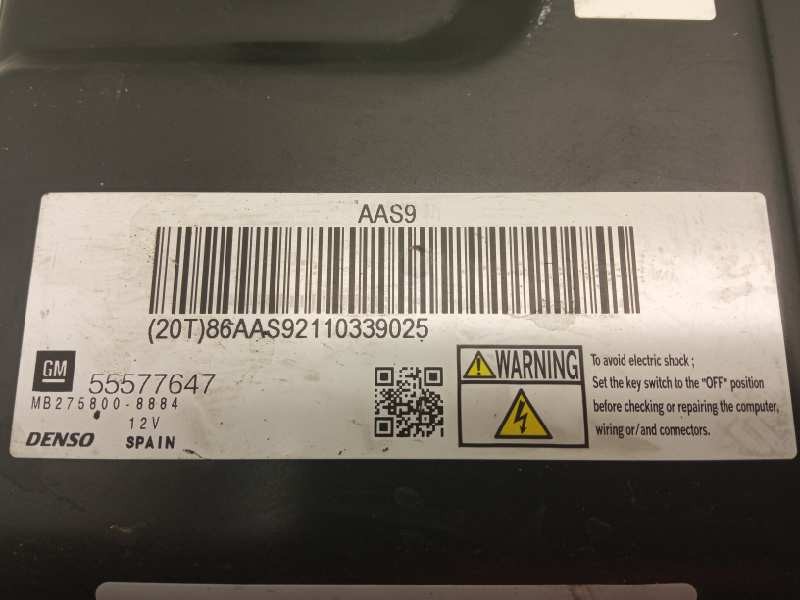 AAS9
(20T)86AAS92110339025
GM
55577647
MB275800-8884
12V
DENSO SPAIN
WARNING
To avoid electric shock ;
Set the key switch to the "OFF" position
before checking or repairing the computer,
wiring or/and connectors.